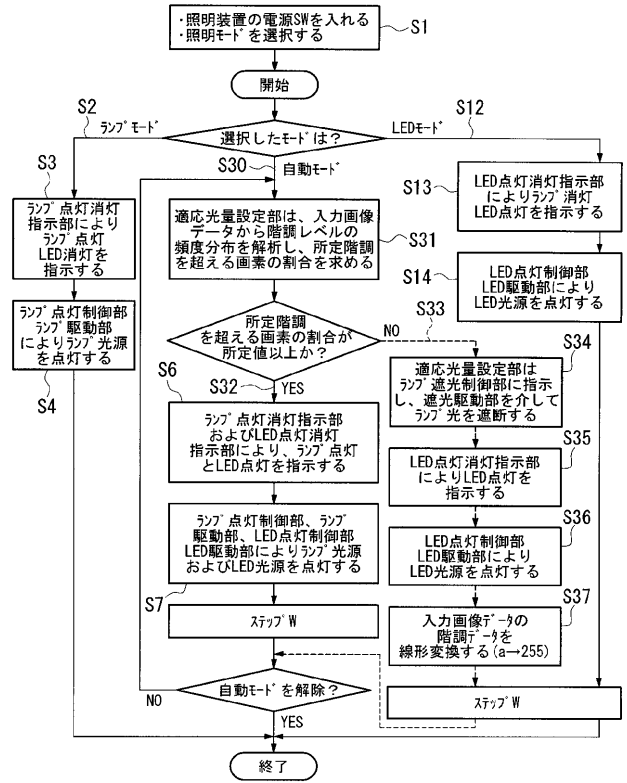 ・照明装置の電源SWを入れる
・照明モードを選択する
S1
開始
S2
ﾗﾝﾌﾟモード
選択したモードは？
S12
LEDモード
S30
自動モード
S3
ﾗﾝﾌﾟ点灯消灯
指示部により
ﾗﾝﾌﾟ点灯
LED消灯を
指示する
ﾗﾝﾌﾟ点灯制御部
ﾗﾝﾌﾟ駆動部
によりﾗﾝﾌﾟ光源
を点灯する
S4
適応光量設定部は、入力画像
データから階調レベルの
頻度分布を解析し、所定階調
を超える画素の割合を求める
S31
S13
LED点灯消灯指示部
によりランプ消灯
LED点灯を指示する
S14
LED点灯制御部
LED駆動部により
LED光源を点灯する
所定階調
を超える画素の割合が
所定値以上か？
NO
S33
S32
YES
S6
ﾗﾝﾌﾟ点灯消灯指示部
およびLED点灯消灯
指示部により、ﾗﾝﾌﾟ点灯
とLED点灯を指示する
ﾗﾝﾌﾟ点灯制御部、ﾗﾝﾌﾟ
駆動部、LED点灯制御部
LED駆動部によりﾗﾝﾌﾟ光源
およびLED光源を点灯する
S7
ｽﾃｯﾌﾟW
自動ﾓｰﾄﾞを解除？
NO
YES
S34
適応光量設定部は
ﾗﾝﾌﾟ遮光制御部に指示
し、遮光駆動部を介して
ﾗﾝﾌﾟ光を遮断する
S35
LED点灯消灯指示部
によりLED点灯を
指示する
S36
LED点灯制御部
LED駆動部により
LED光源を点灯する
S37
入力画像データの
階調データを
線形変換する(a→255)
ｽﾃｯﾌﾟW
終了